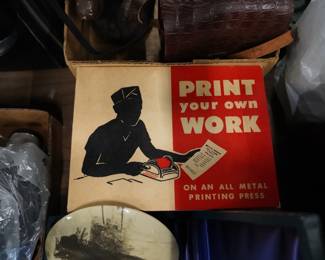 PRINT
your own
WORK
ON AN ALL METAL
PRINTING PRESS